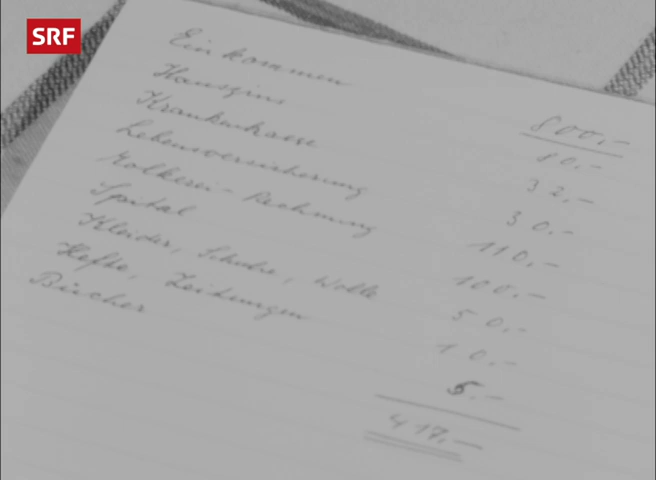 SRF
Einkommen 800.-
Hauszins 80.-
Krankenkasse 32.-
Lebensversicherung 30.-
Molkerei-Rechnung 110.-
Spital 100.-
Kleider, Schuhe, Wolle 50.-
Hefte, Zeitungen 10.-
Bücher 5.-
417.-